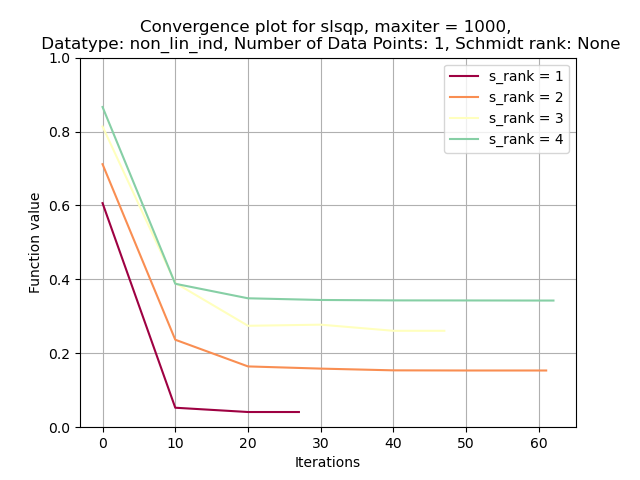 Convergence plot for slsqp, maxiter = 1000,
Datatype: non_lin_ind, Number of Data Points: 1, Schmidt rank: None
1.0
0.8
0.6
0.4
0.2
0.0
Function value
s_rank = 1
s_rank = 2
s_rank = 3
s_rank = 4
0 10 20 30 40 50 60
Iterations